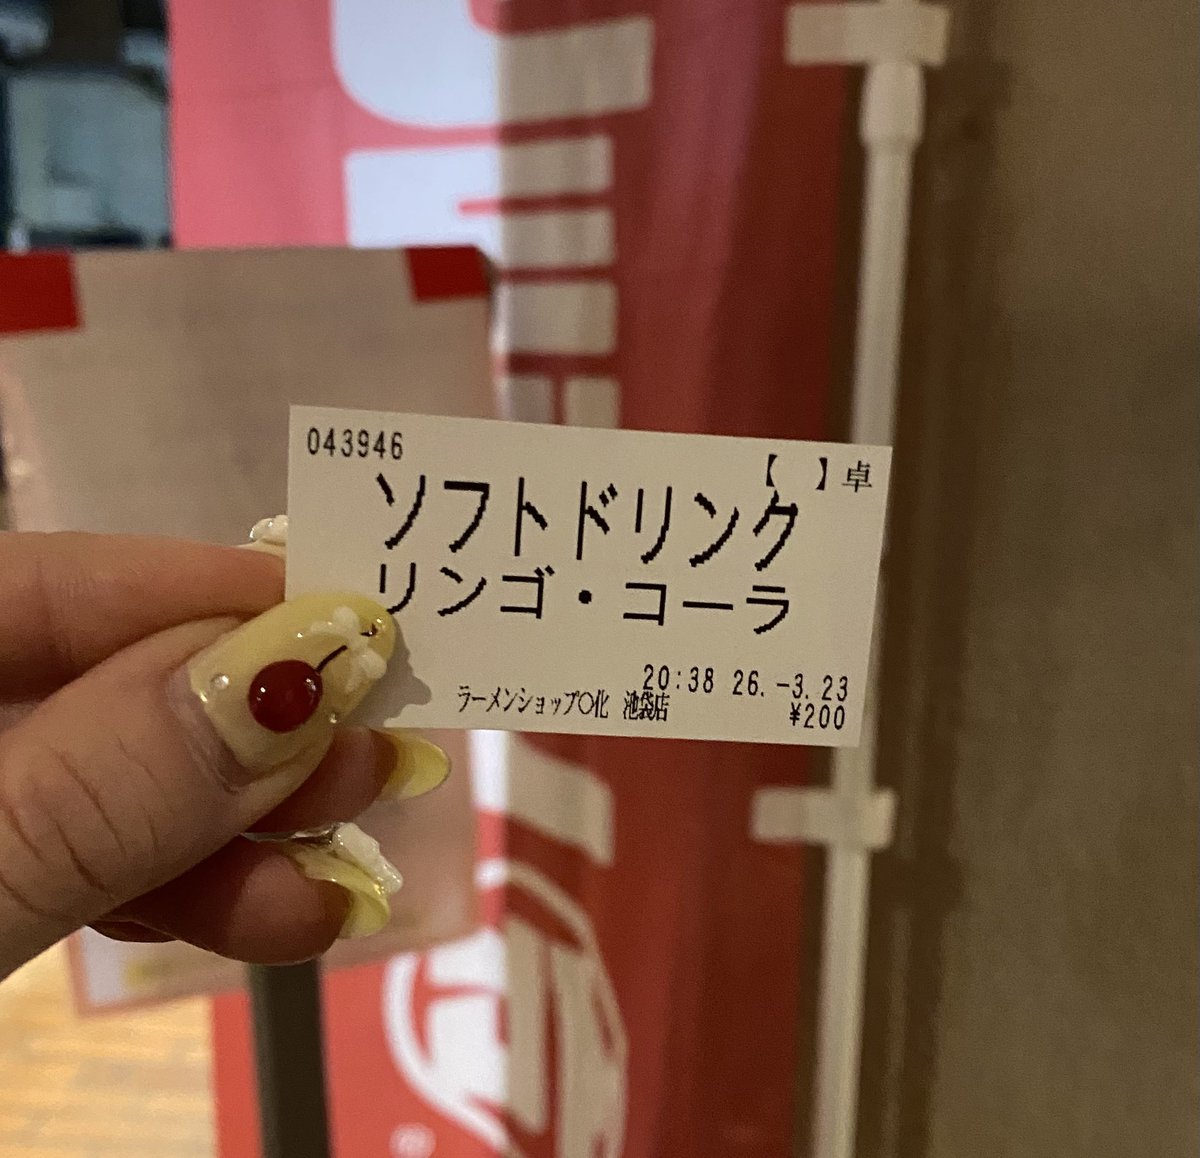 043946
【 】卓
ソフトドリンク
リンゴ・コーラ
20:38 26.-3.23
ラーメンショップ〇化 池袋店
¥200